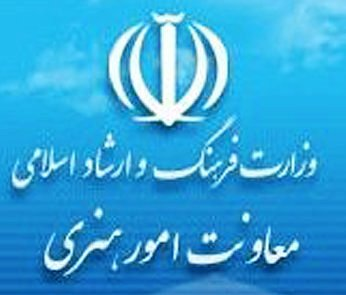 وزارت فرهنگ و ارشاد اسلامی
معاونت امور هنری